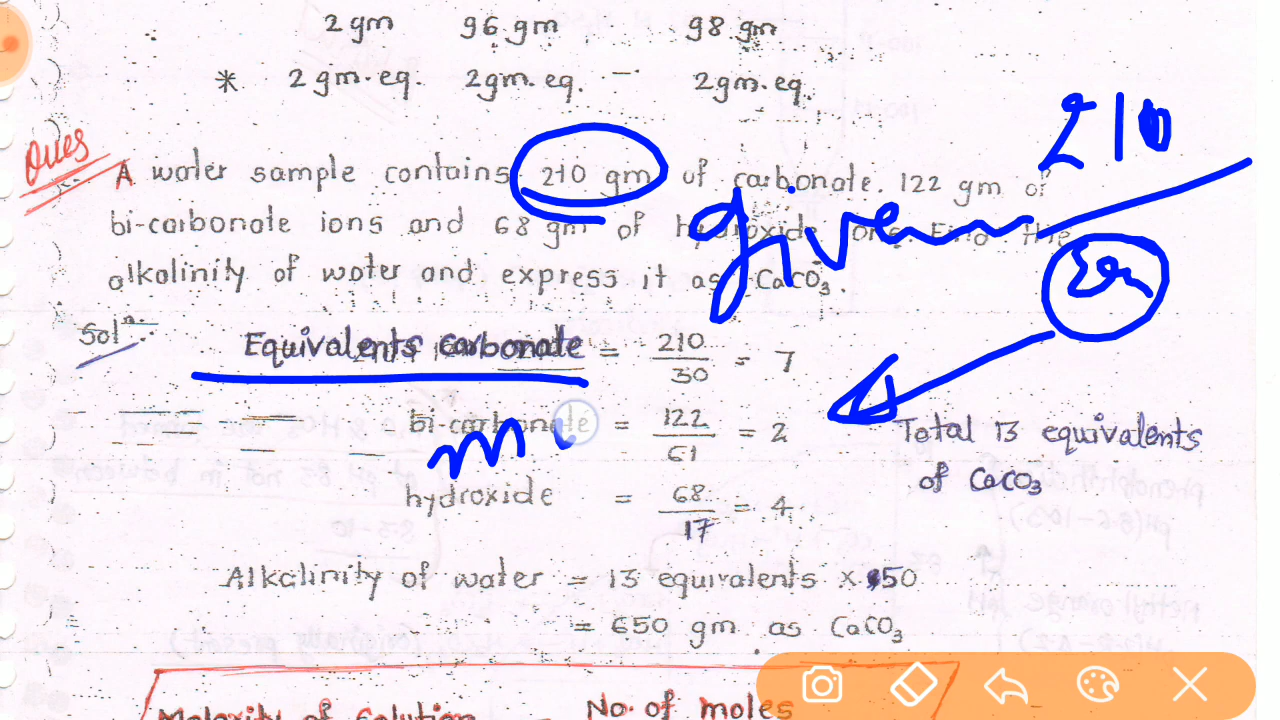 2 gm 96 gm 98 gm
* 2 gm. eq. 2 gm. eq. — 2 gm. eq.
Ques
A water sample contains 210 gm of carbonate. 122 gm of
bi-carbonate ions and 68 gm of hydroxide ions. Find the
alkalinity of water and express it as CaCO₃.
210
given
Solⁿ:- Equivalents carbonate = 210/30 = 7
bi-carbonate = 122/61 = 2
Total 13 equivalents
of CaCO₃
hydroxide = 68/17 = 4
Alkalinity of water = 13 equivalents × 50
= 650 gm as CaCO₃
Molarity of Solution = No. of moles